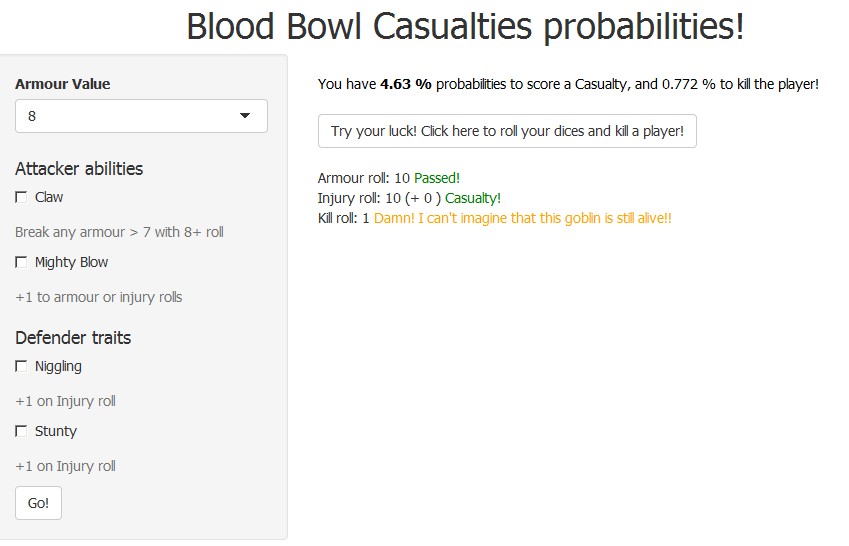 Blood Bowl Casualties probabilities!
Armour Value
8
Attacker abilities
Claw
Break any armour > 7 with 8+ roll
Mighty Blow
+1 to armour or injury rolls
Defender traits
Niggling
+1 on Injury roll
Stunty
+1 on Injury roll
Go!
You have 4.63 % probabilities to score a Casualty, and 0.772 % to kill the player!
Try your luck! Click here to roll your dices and kill a player!
Armour roll: 10 Passed!
Injury roll: 10 (+ 0 ) Casualty!
Kill roll: 1 Damn! I can't imagine that this goblin is still alive!!